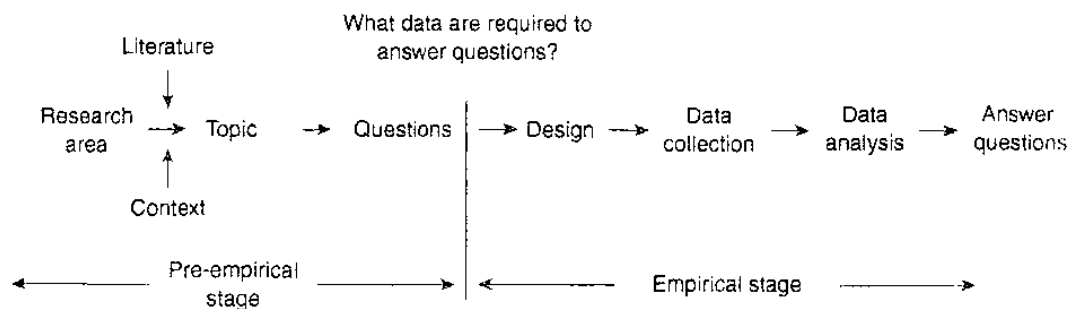 What data are required to
answer questions?
Literature
Research
area
Topic
Questions
Design
Data
collection
Data
analysis
Answer
questions
Context
Pre-empirical
stage
Empirical stage